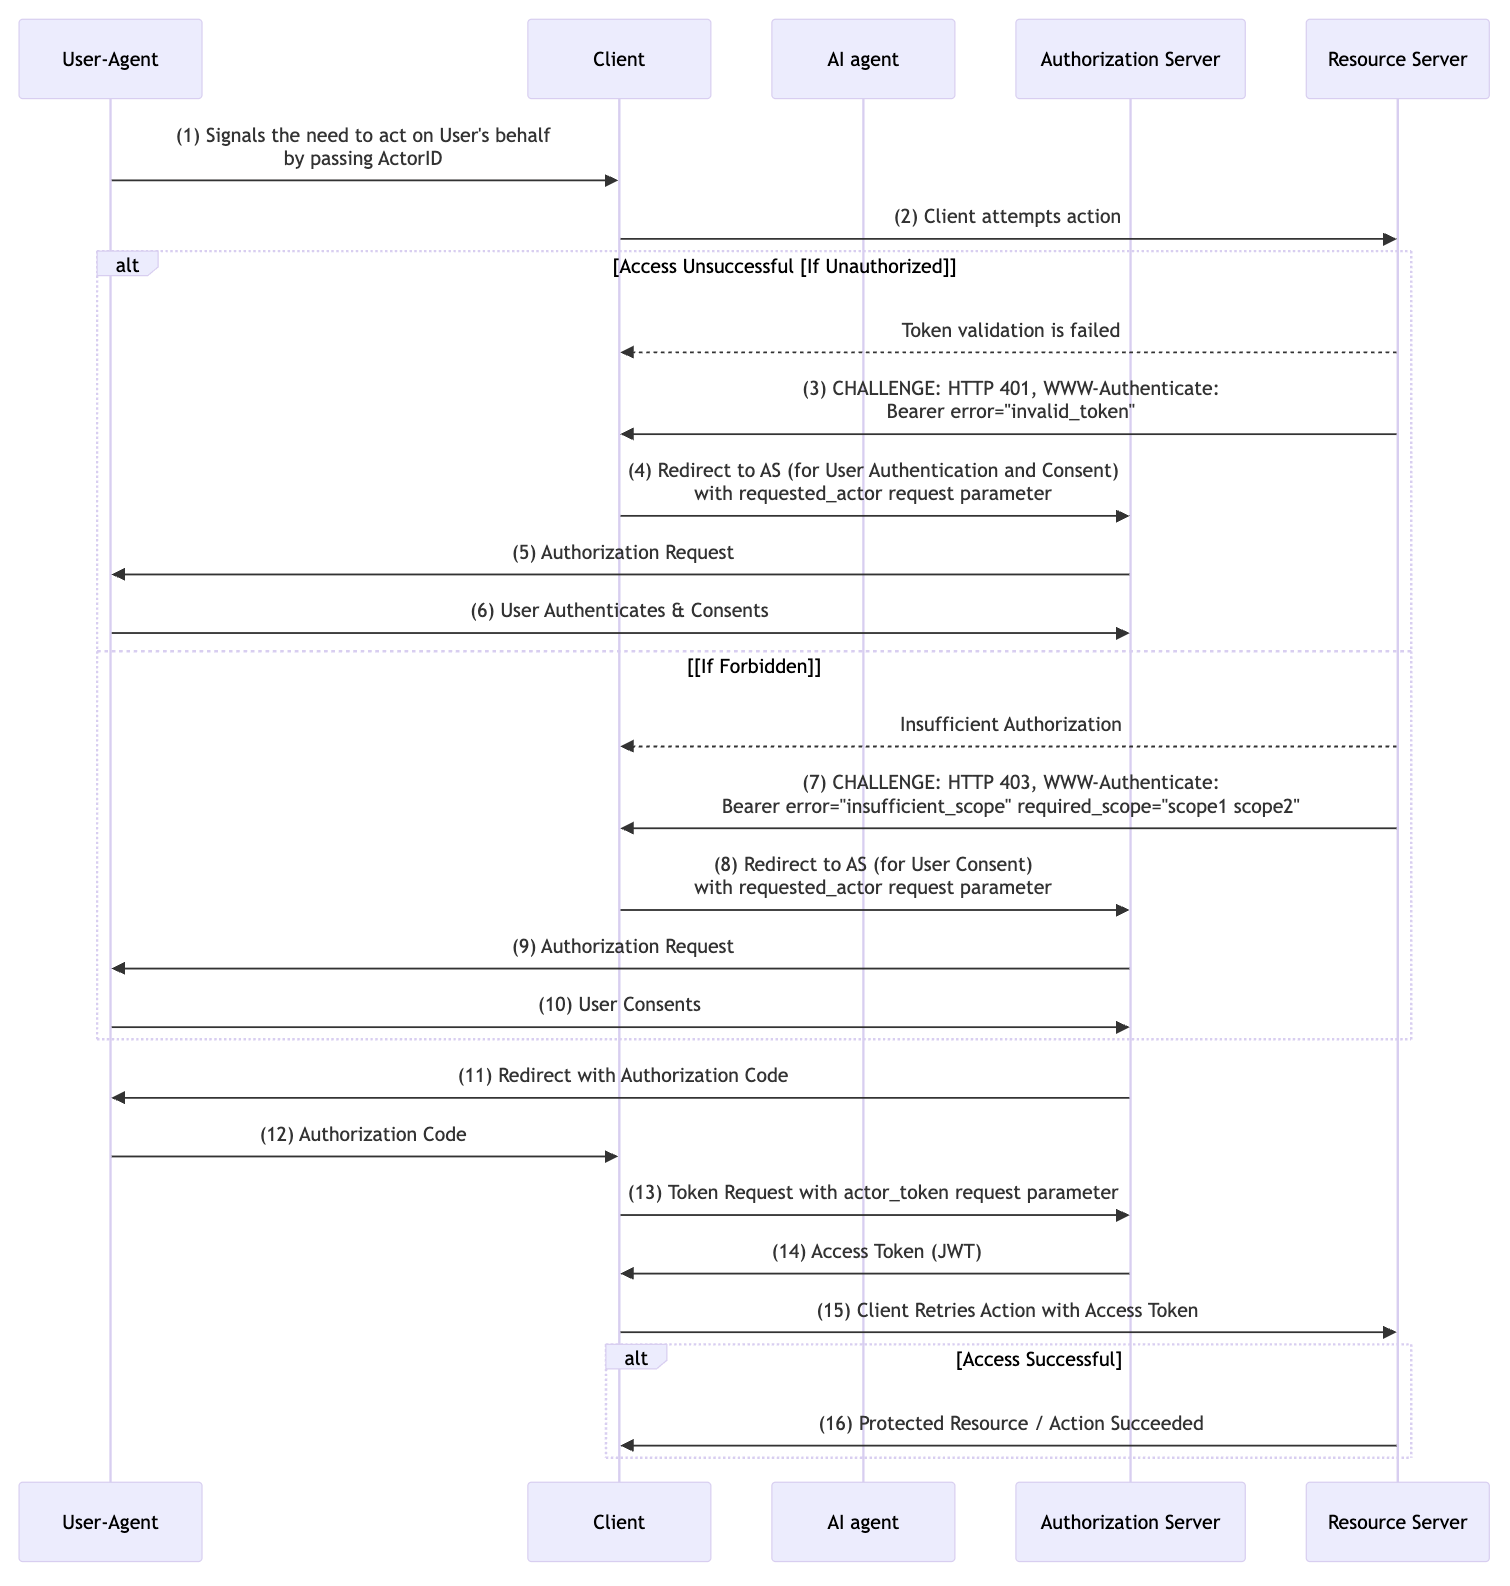 User-Agent
Client
AI agent
Authorization Server
Resource Server
(1) Signals the need to act on User's behalf
by passing ActorID
(2) Client attempts action
alt
[Access Unsuccessful [If Unauthorized]]
Token validation is failed
(3) CHALLENGE: HTTP 401, WWW-Authenticate:
Bearer error="invalid_token"
(4) Redirect to AS (for User Authentication and Consent)
with requested_actor request parameter
(5) Authorization Request
(6) User Authenticates & Consents
[[If Forbidden]]
Insufficient Authorization
(7) CHALLENGE: HTTP 403, WWW-Authenticate:
Bearer error="insufficient_scope" required_scope="scope1 scope2"
(8) Redirect to AS (for User Consent)
with requested_actor request parameter
(9) Authorization Request
(10) User Consents
(11) Redirect with Authorization Code
(12) Authorization Code
(13) Token Request with actor_token request parameter
(14) Access Token (JWT)
(15) Client Retries Action with Access Token
alt
[Access Successful]
(16) Protected Resource / Action Succeeded
User-Agent
Client
AI agent
Authorization Server
Resource Server